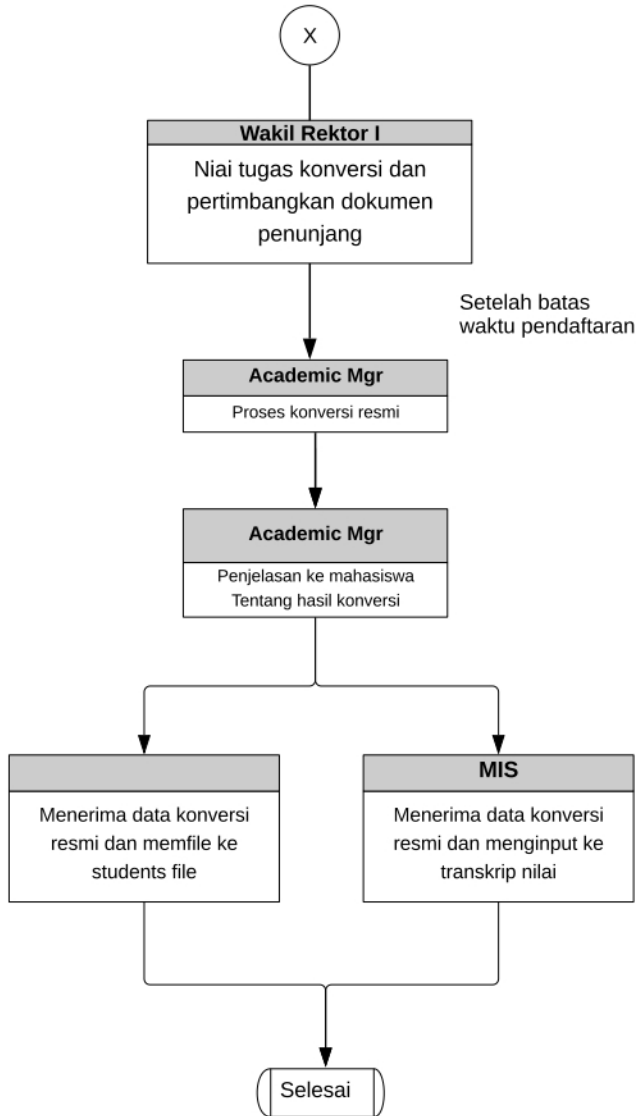 X
Wakil Rektor I
Niai tugas konversi dan
pertimbangkan dokumen
penunjang
Setelah batas
waktu pendaftaran
Academic Mgr
Proses konversi resmi
Academic Mgr
Penjelasan ke mahasiswa
Tentang hasil konversi
Menerima data konversi
resmi dan memfile ke
students file
MIS
Menerima data konversi
resmi dan menginput ke
transkrip nilai
Selesai